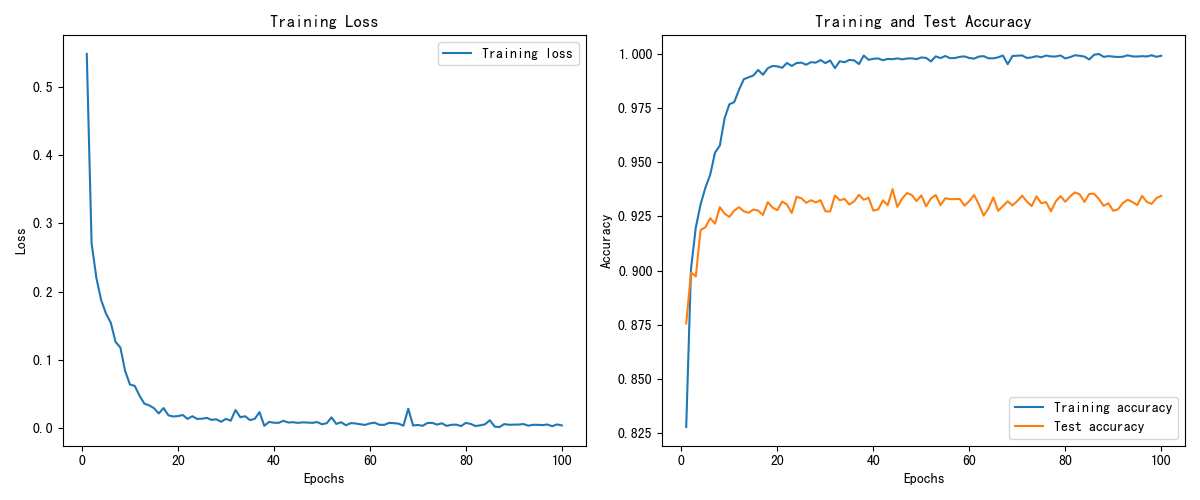 Training Loss
Training loss
0.5
0.4
0.3
0.2
0.1
0.0
Loss
0 20 40 60 80 100
Epochs
Training and Test Accuracy
1.000
0.975
0.950
0.925
0.900
0.875
0.850
0.825
Accuracy
Training accuracy
Test accuracy
0 20 40 60 80 100
Epochs